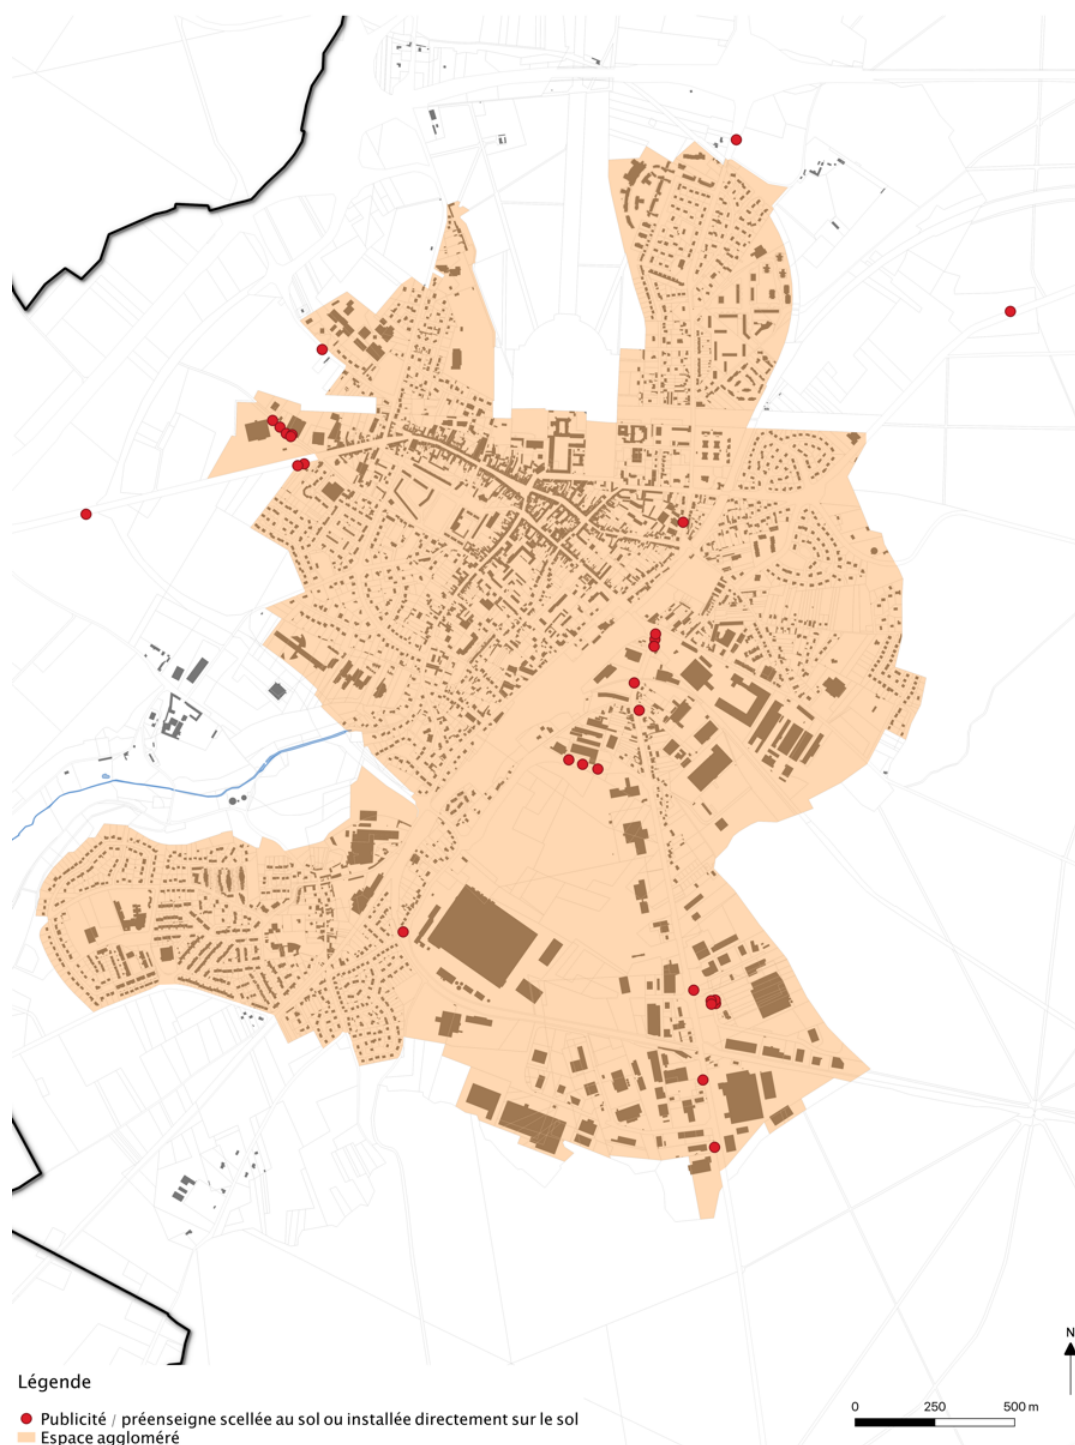 N
Légende
Publicité / préenseigne scellée au sol ou installée directement sur le sol
Espace aggloméré
0 250 500 m